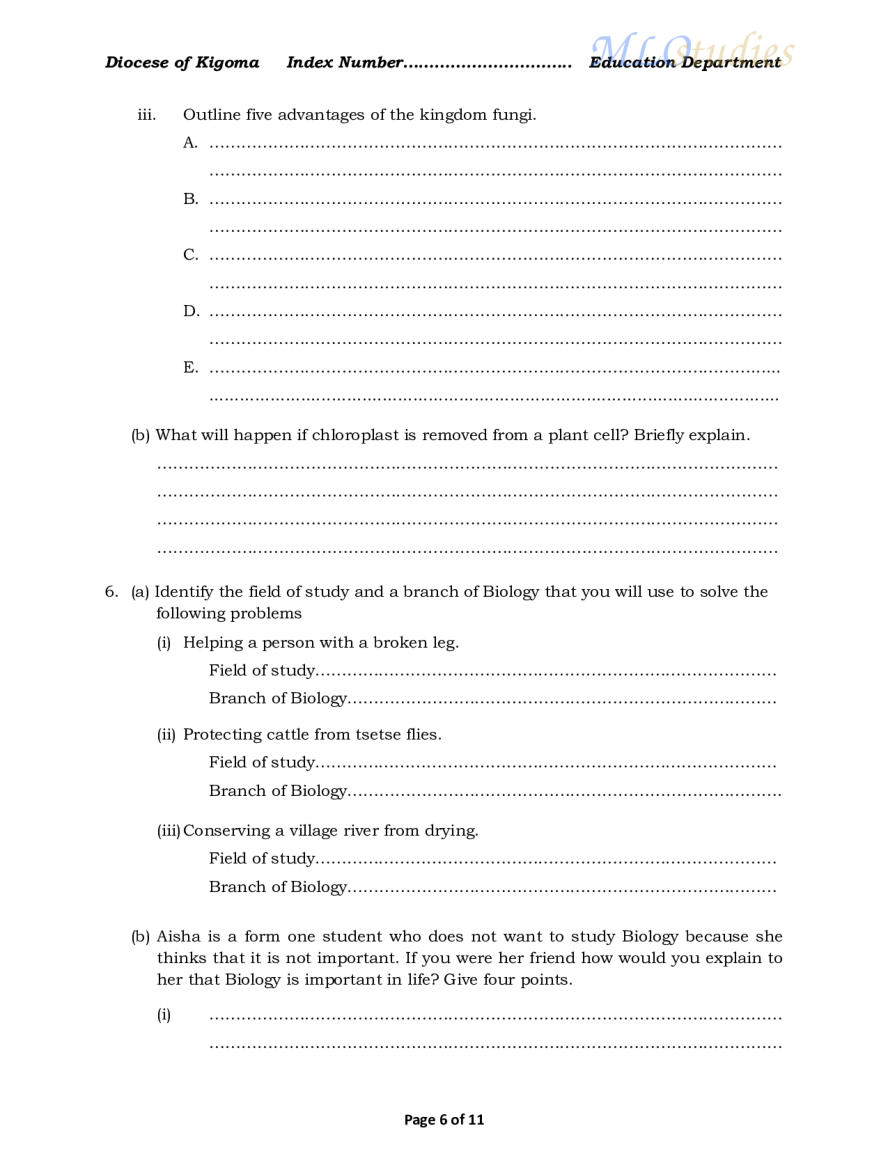 Diocese of Kigoma Index Number................................ Education Department
ML Studies
iii. Outline five advantages of the kingdom fungi.
A. ………………………………………………………………………………………………
………………………………………………………………………………………………
B. ………………………………………………………………………………………………
………………………………………………………………………………………………
C. ………………………………………………………………………………………………
………………………………………………………………………………………………
D. ………………………………………………………………………………………………
………………………………………………………………………………………………
E. ………………………………………………………………………………………………
………………………………………………………………………………………………
(b) What will happen if chloroplast is removed from a plant cell? Briefly explain.
………………………………………………………………………………………………………
………………………………………………………………………………………………………
………………………………………………………………………………………………………
………………………………………………………………………………………………………
6. (a) Identify the field of study and a branch of Biology that you will use to solve the
following problems
(i) Helping a person with a broken leg.
Field of study……………………………………………………………………………
Branch of Biology………………………………………………………………………
(ii) Protecting cattle from tsetse flies.
Field of study……………………………………………………………………………
Branch of Biology……………………………………………………………………….
(iii) Conserving a village river from drying.
Field of study……………………………………………………………………………
Branch of Biology………………………………………………………………………
(b) Aisha is a form one student who does not want to study Biology because she
thinks that it is not important. If you were her friend how would you explain to
her that Biology is important in life? Give four points.
(i) ………………………………………………………………………………………………
………………………………………………………………………………………………
Page 6 of 11